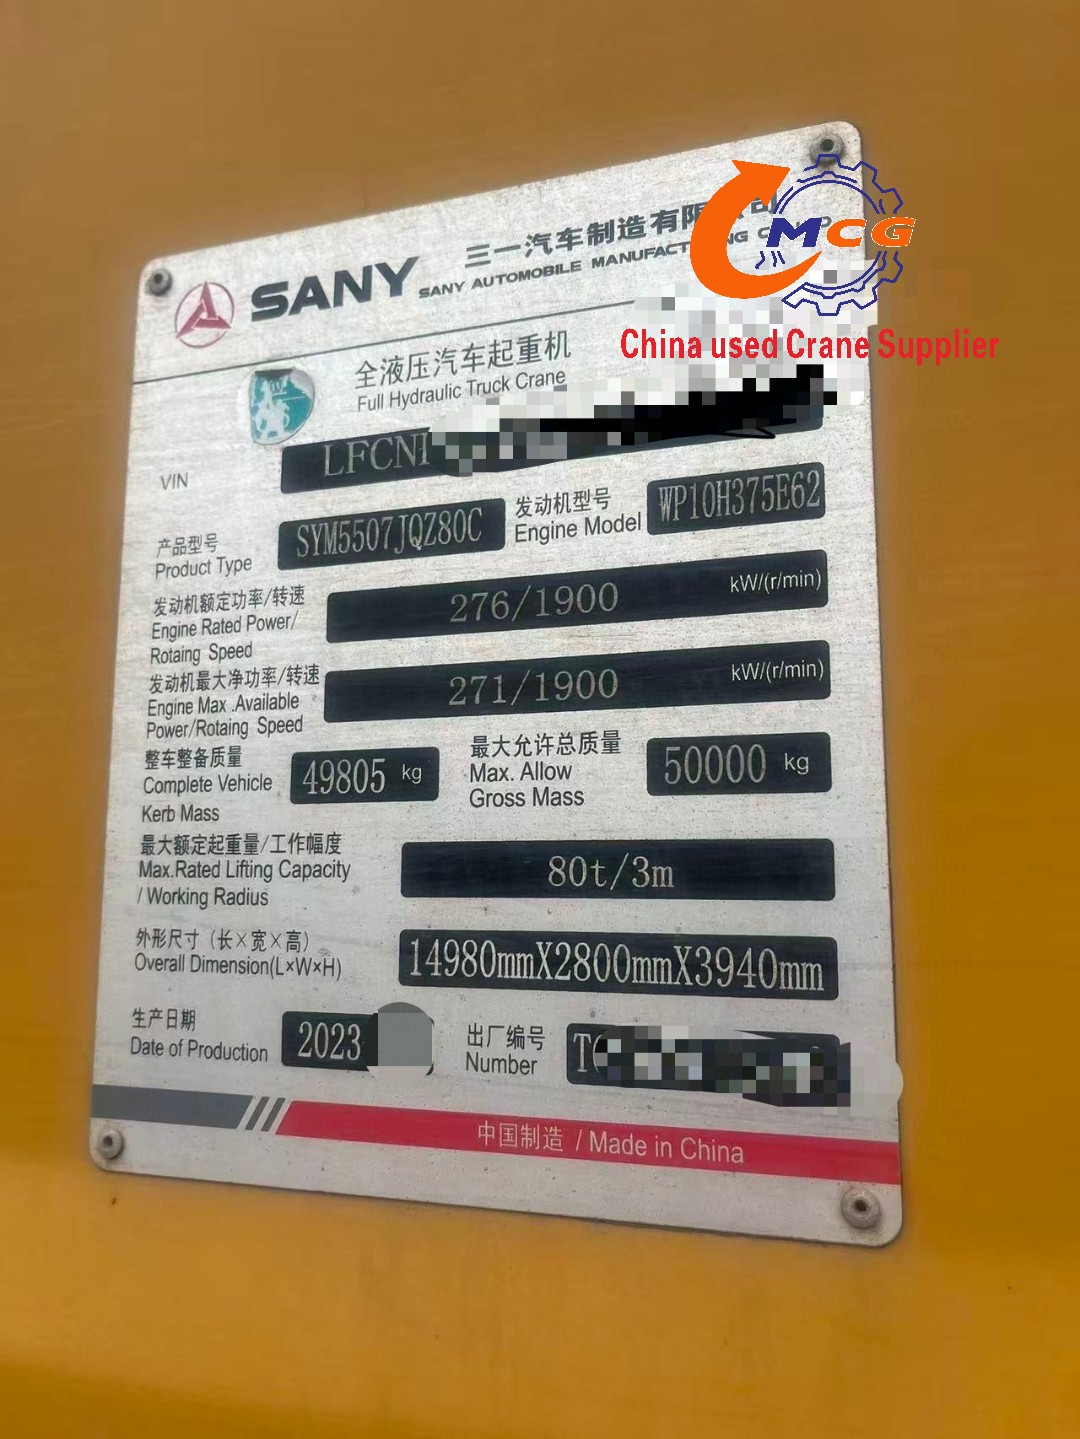 MCG
China used Crane Supplier
SANY
三一汽车制造有限
SANY AUTOMOBILE
全液压汽车起重机
Full Hydraulic Truck Crane
VIN LFCN
产品型号
Product Type
SYM5507JQZ80C
发动机型号
Engine Model
WP10H375E62
发动机额定功率/转速
Engine Rated Power/
Rotaing Speed
276/1900 kW/(r/min)
发动机最大净功率/转速
Engine Max .Available
Power/Rotaing Speed
271/1900 kW/(r/min)
整车整备质量
Complete Vehicle
Kerb Mass
49805 kg
最大允许总质量
Max. Allow
Gross Mass
50000 kg
最大额定起重量/工作幅度
Max.Rated Lifting Capacity
/ Working Radius
80t/3m
外形尺寸（长×宽×高）
Overall Dimension(L×W×H)
14980mmX2800mmX3940mm
生产日期
Date of Production
2023
出厂编号
Number
中国制造 / Made in China